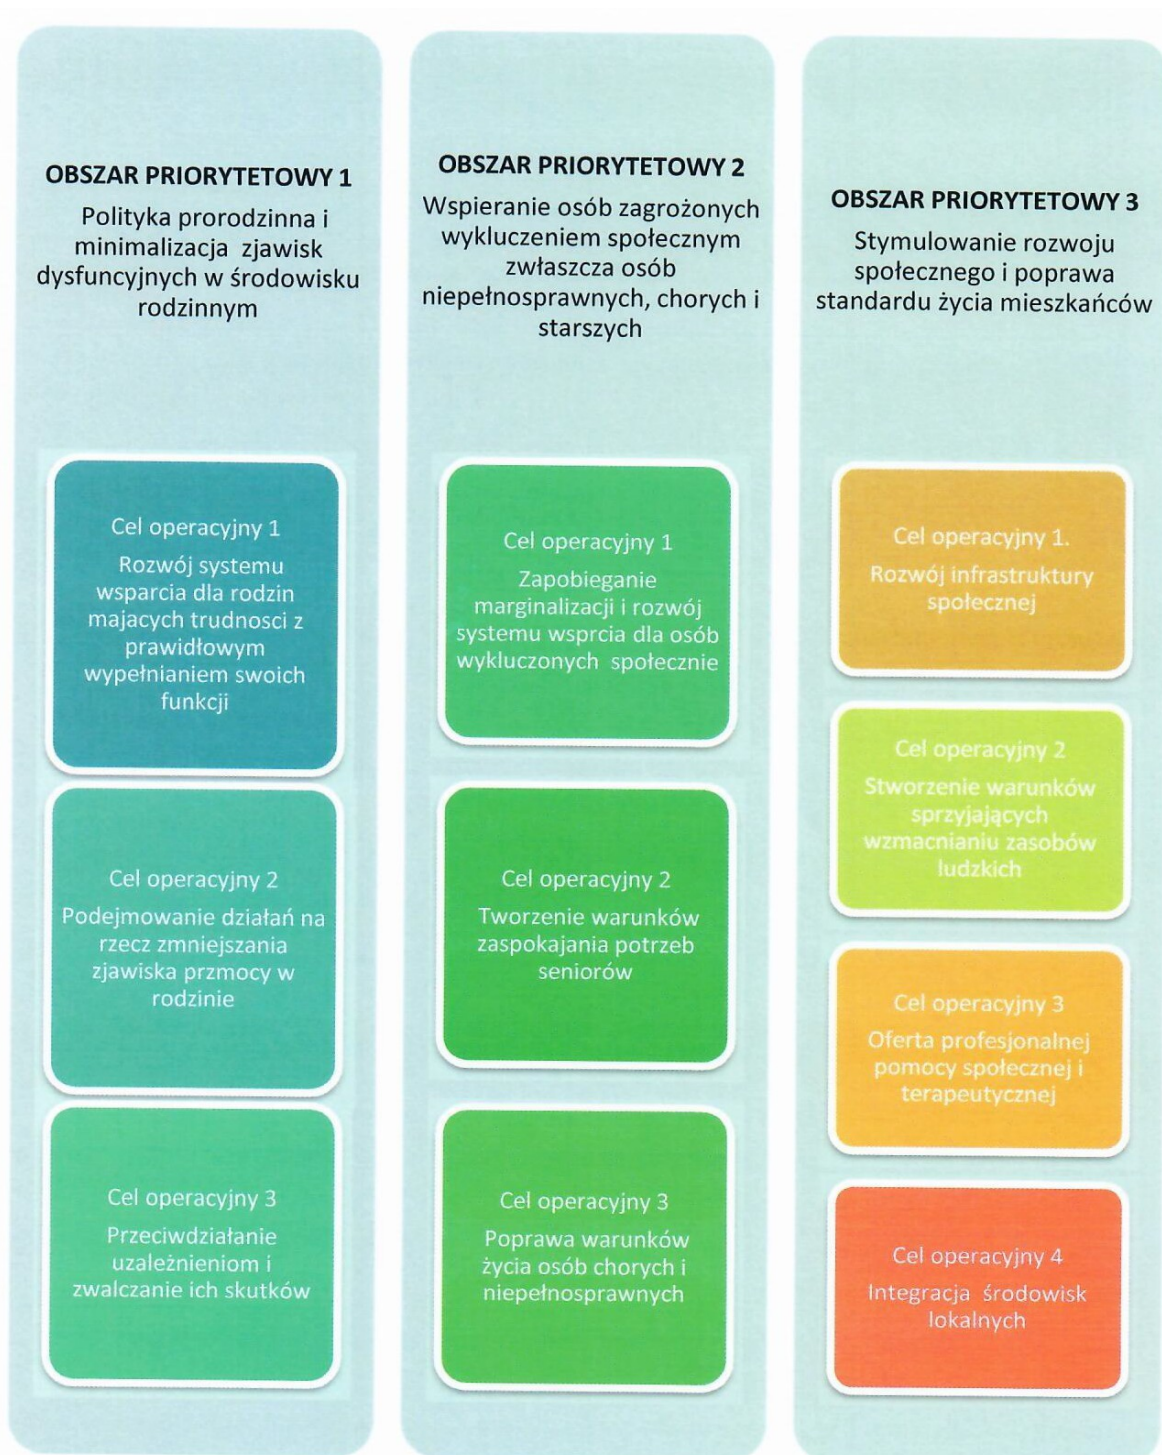 OBSZAR PRIORYTETOWY 1
Polityka prorodzinna i
minimalizacja zjawisk
dysfuncyjnych w środowisku
rodzinnym
Cel operacyjny 1
Rozwój systemu
wsparcia dla rodzin
majacych trudnosci z
prawidłowym
wypełnianiem swoich
funkcji
Cel operacyjny 2
Podejmowanie działań na
rzecz zmniejszania
zjawiska przmocy w
rodzinie
Cel operacyjny 3
Przeciwdziałanie
uzależnieniom i
zwalczanie ich skutków
OBSZAR PRIORYTETOWY 2
Wspieranie osób zagrożonych
wykluczeniem społecznym
zwłaszcza osób
niepełnosprawnych, chorych i
starszych
Cel operacyjny 1
Zapobieganie
marginalizacji i rozwój
systemu wsprcia dla osób
wykluczonych społecznie
Cel operacyjny 2
Tworzenie warunków
zaspokajania potrzeb
seniorów
Cel operacyjny 3
Poprawa warunków
życia osób chorych i
niepełnosprawnych
OBSZAR PRIORYTETOWY 3
Stymulowanie rozwoju
społecznego i poprawa
standardu życia mieszkańców
Cel operacyjny 1.
Rozwój infrastruktury
społecznej
Cel operacyjny 2
Stworzenie warunków
sprzyjających
wzmacnianiu zasobów
ludzkich
Cel operacyjny 3
Oferta profesjonalnej
pomocy społecznej i
terapeutycznej
Cel operacyjny 4
Integracja środowisk
lokalnych